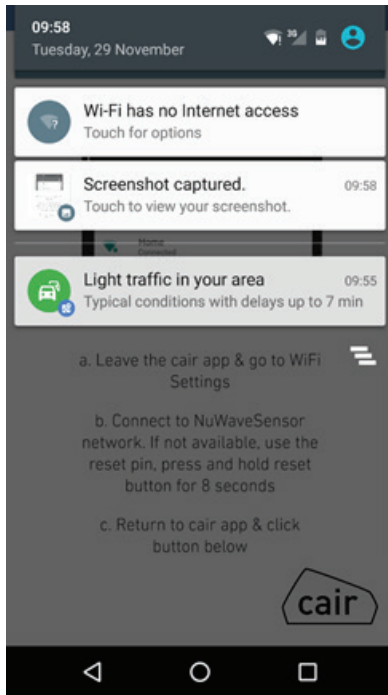 09:58
3G
Tuesday, 29 November
Wi-Fi has no Internet access
Touch for options
Screenshot captured. 09:58
Touch to view your screenshot.
Home
Connected
Light traffic in your area 09:55
Typical conditions with delays up to 7 min
a. Leave the cair app & go to WiFi
Settings
b. Connect to NuWaveSensor
network. If not available, use the
reset pin, press and hold reset
button for 8 seconds
c. Return to cair app & click
button below
cair